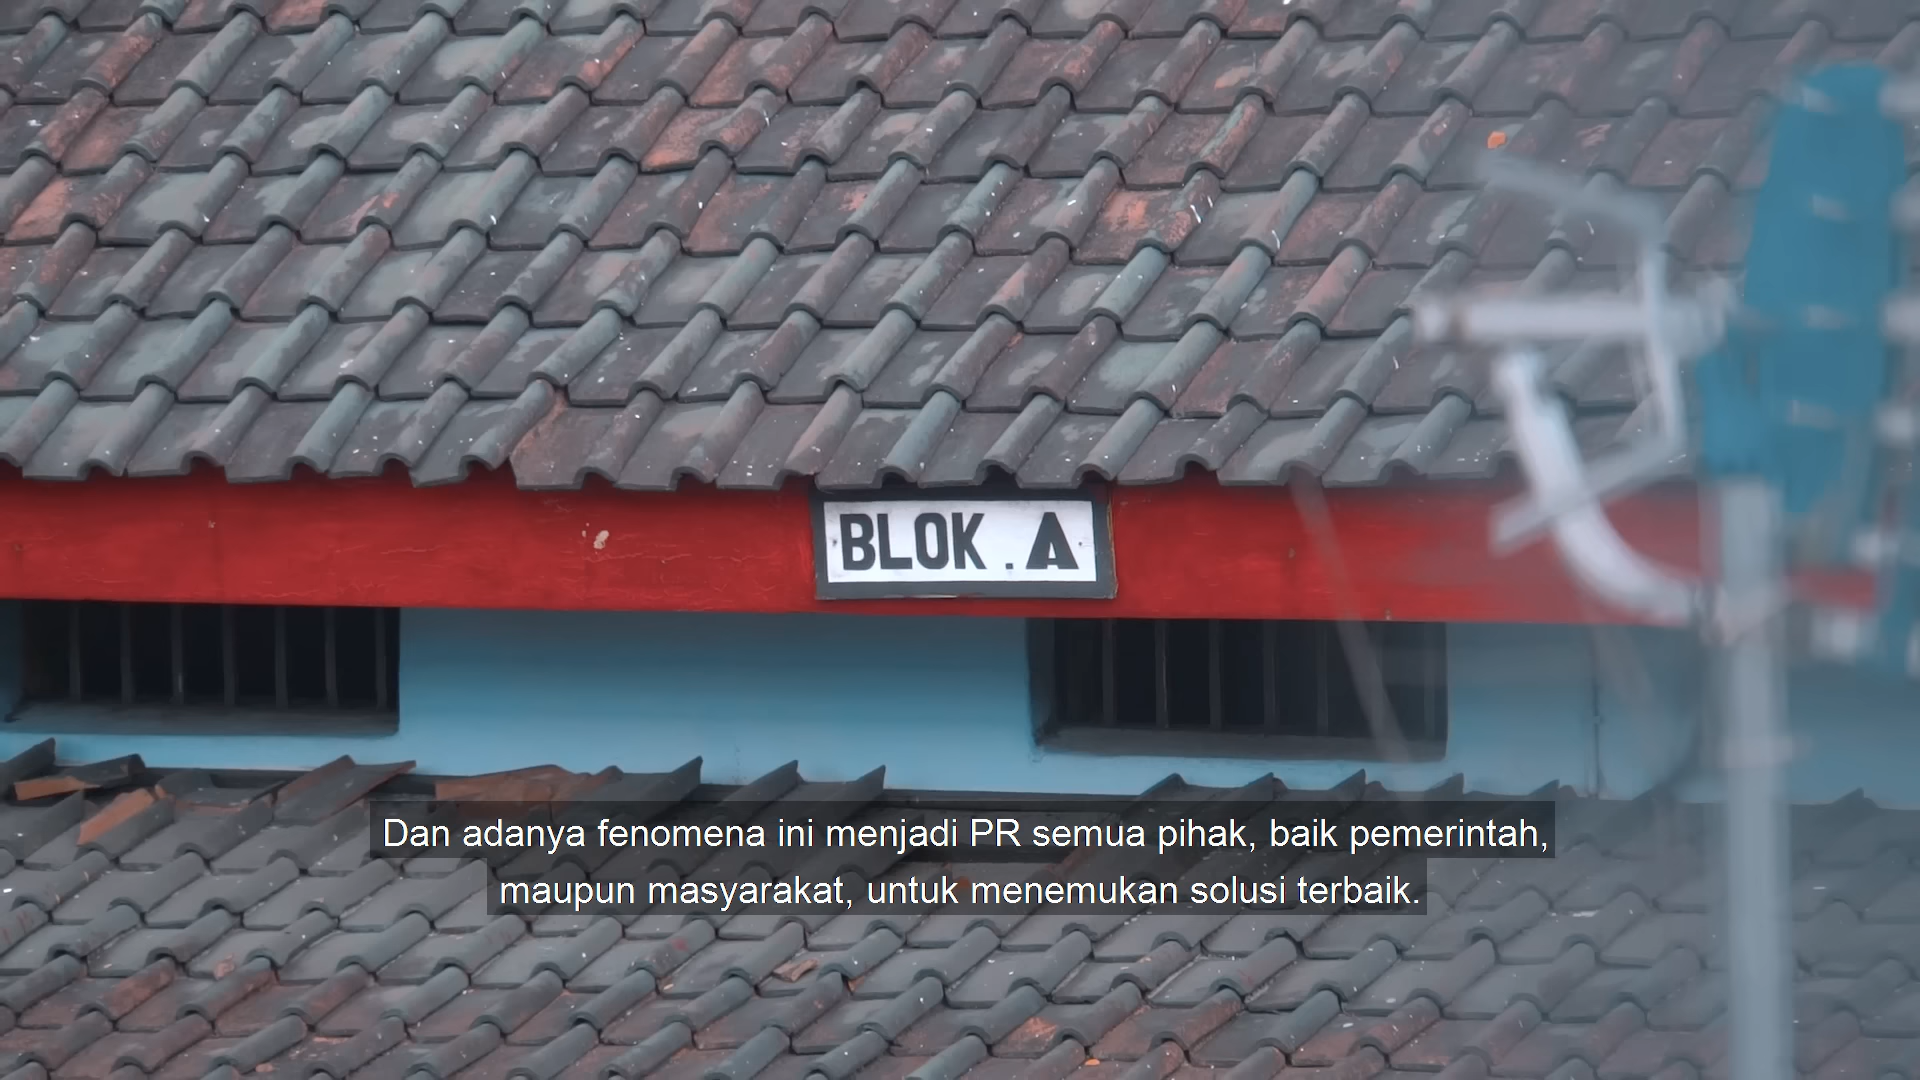 BLOK . A
Dan adanya fenomena ini menjadi PR semua pihak, baik pemerintah,
maupun masyarakat, untuk menemukan solusi terbaik.